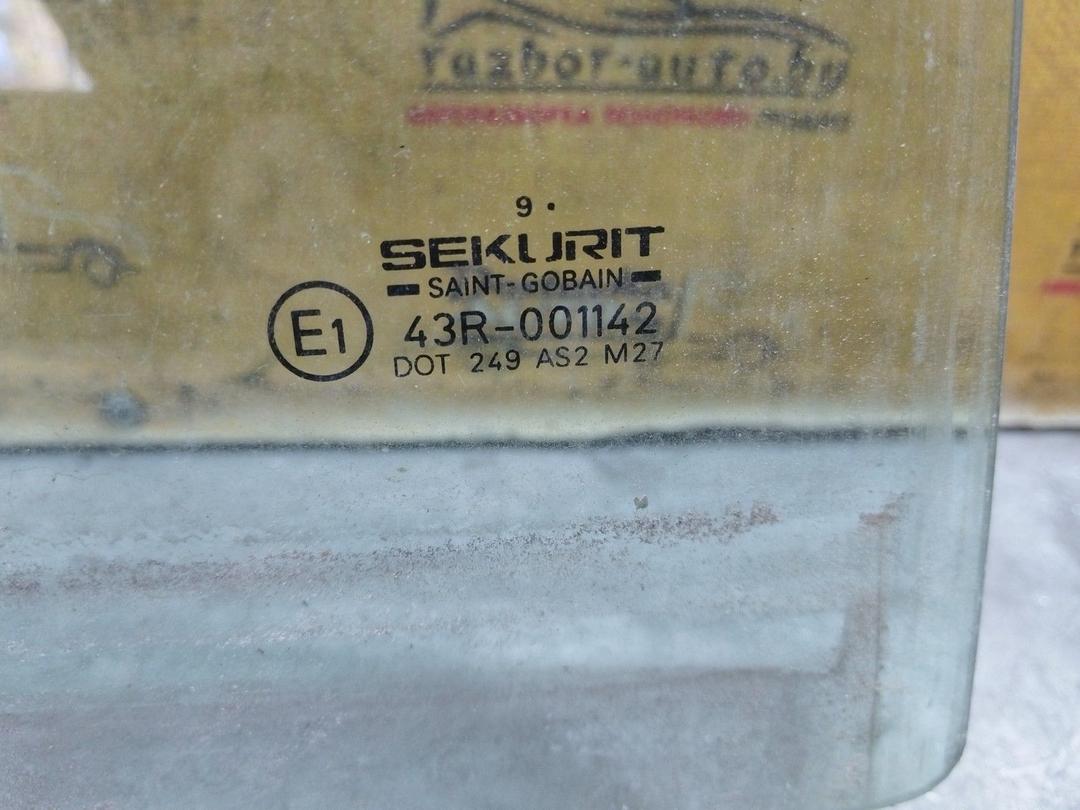 razbor-auto.by
9 .
SEKURIT
SAINT-GOBAIN
E1
43R-001142
DOT 249 AS2 M27